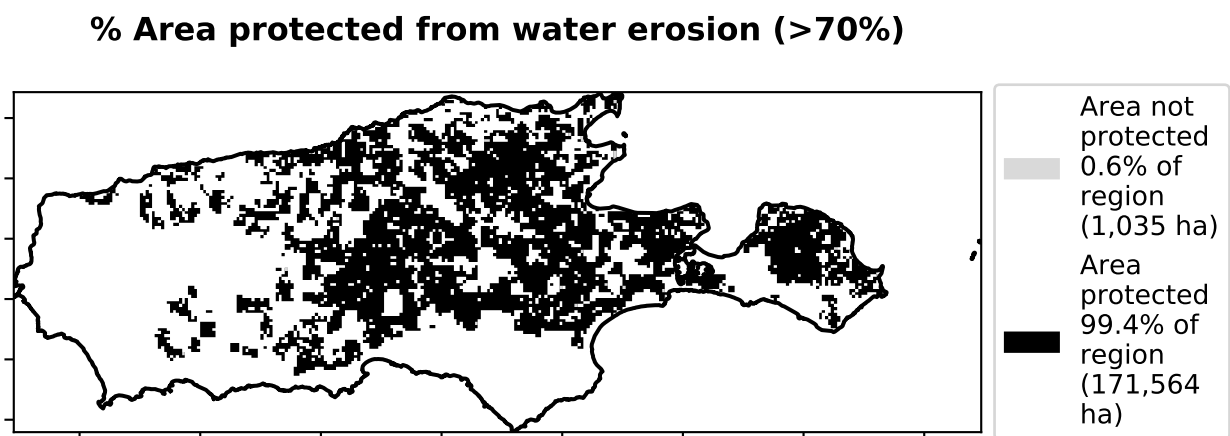 % Area protected from water erosion (>70%)
Area not
protected
0.6% of
region
(1,035 ha)
Area
protected
99.4% of
region
(171,564
ha)